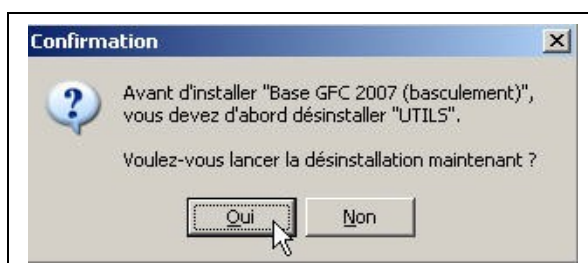 Confirmation
Avant d'installer "Base GFC 2007 (basculement)",
vous devez d'abord désinstaller "UTILS".
Voulez-vous lancer la désinstallation maintenant ?
Oui
Non